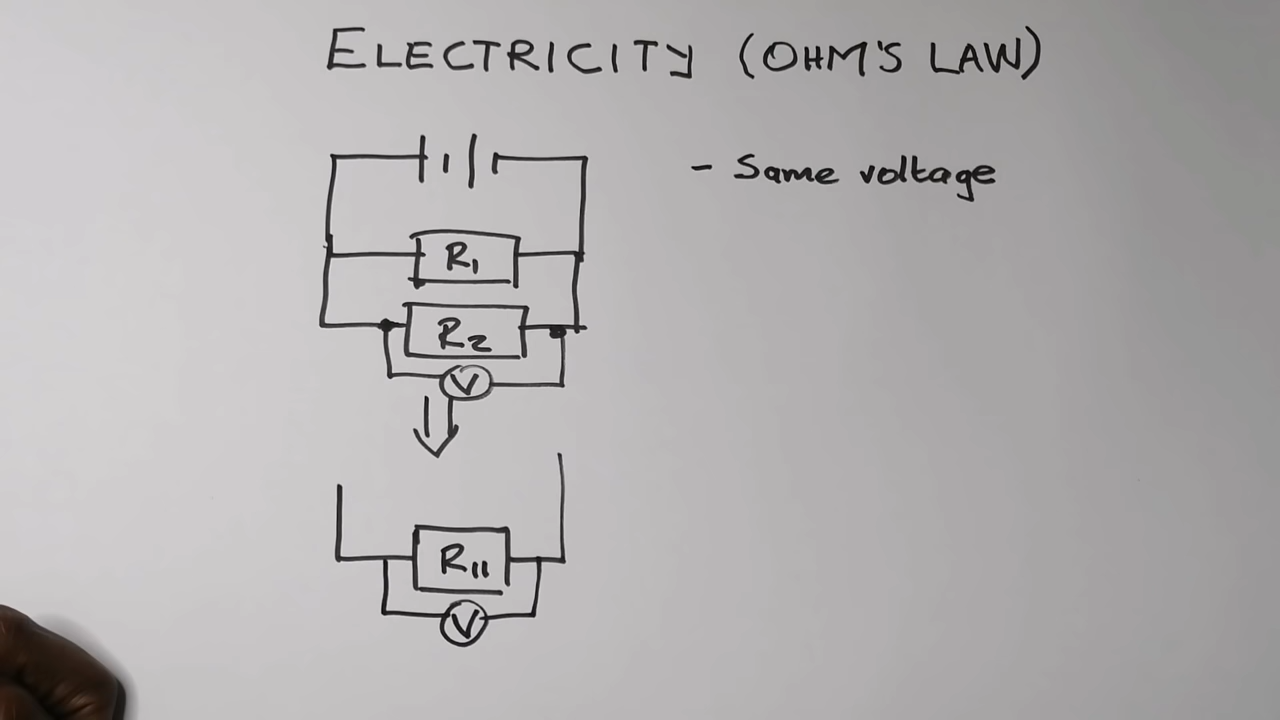 ELECTRICITY (OHM'S LAW)
- Same voltage
R1
R2
V
R11
V